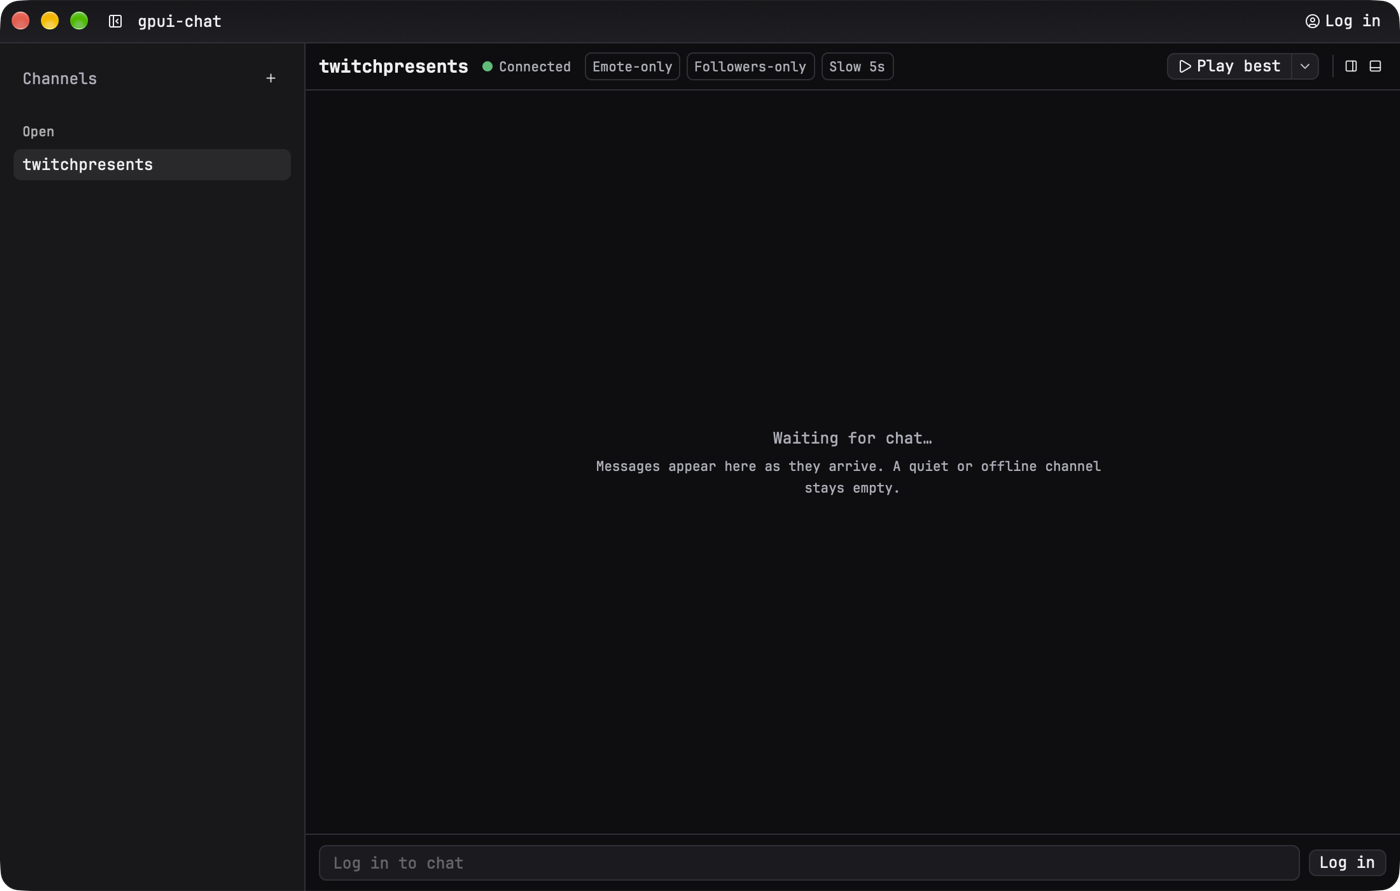 gpui-chat
Log in
Channels
+
Open
twitchpresents
twitchpresents
Connected
Emote-only
Followers-only
Slow 5s
Play best
Waiting for chat…
Messages appear here as they arrive. A quiet or offline channel
stays empty.
Log in to chat
Log in